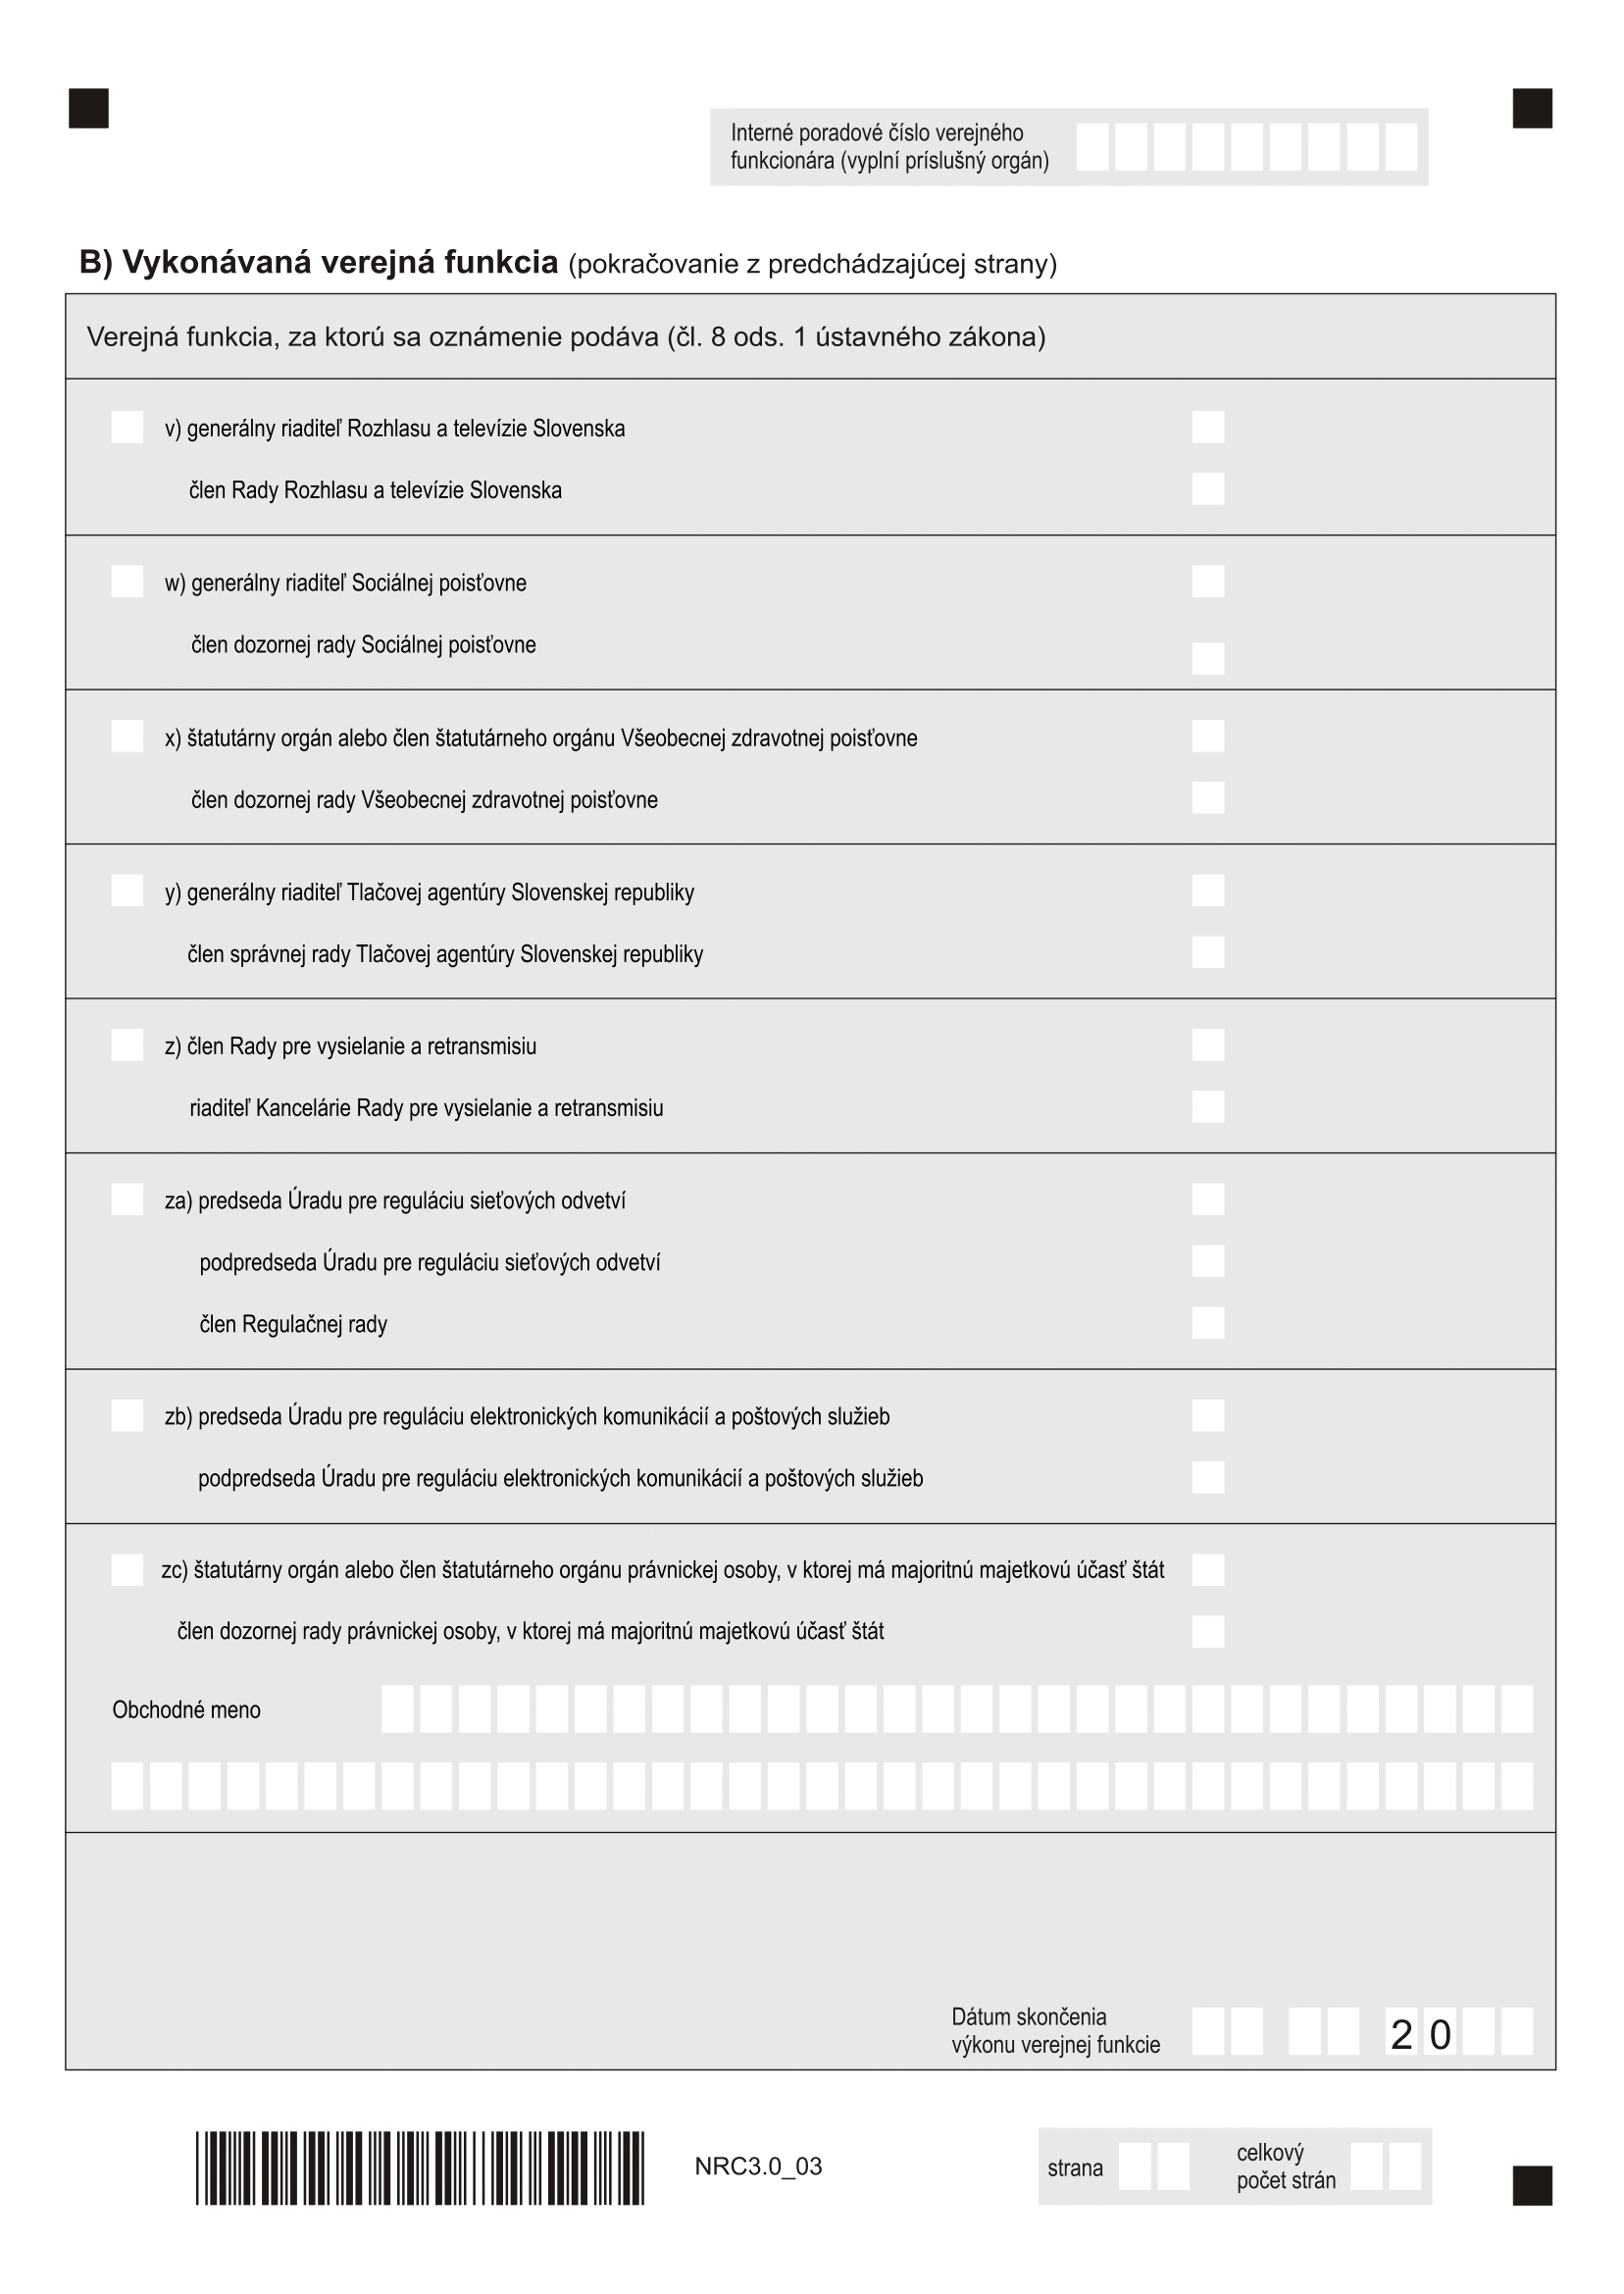 Interné poradové číslo verejného
funkcionára (vyplní príslušný orgán)
B) Vykonávaná verejná funkcia (pokračovanie z predchádzajúcej strany)
Verejná funkcia, za ktorú sa oznámenie podáva (čl. 8 ods. 1 ústavného zákona)
v) generálny riaditeľ Rozhlasu a televízie Slovenska
člen Rady Rozhlasu a televízie Slovenska
w) generálny riaditeľ Sociálnej poisťovne
člen dozornej rady Sociálnej poisťovne
x) štatutárny orgán alebo člen štatutárneho orgánu Všeobecnej zdravotnej poisťovne
člen dozornej rady Všeobecnej zdravotnej poisťovne
y) generálny riaditeľ Tlačovej agentúry Slovenskej republiky
člen správnej rady Tlačovej agentúry Slovenskej republiky
z) člen Rady pre vysielanie a retransmisiu
riaditeľ Kancelárie Rady pre vysielanie a retransmisiu
za) predseda Úradu pre reguláciu sieťových odvetví
podpredseda Úradu pre reguláciu sieťových odvetví
člen Regulačnej rady
zb) predseda Úradu pre reguláciu elektronických komunikácií a poštových služieb
podpredseda Úradu pre reguláciu elektronických komunikácií a poštových služieb
zc) štatutárny orgán alebo člen štatutárneho orgánu právnickej osoby, v ktorej má majoritnú majetkovú účasť štát
člen dozornej rady právnickej osoby, v ktorej má majoritnú majetkovú účasť štát
Obchodné meno
Dátum skončenia
výkonu verejnej funkcie 2 0
NRC3.0_03
strana
celkový
počet strán